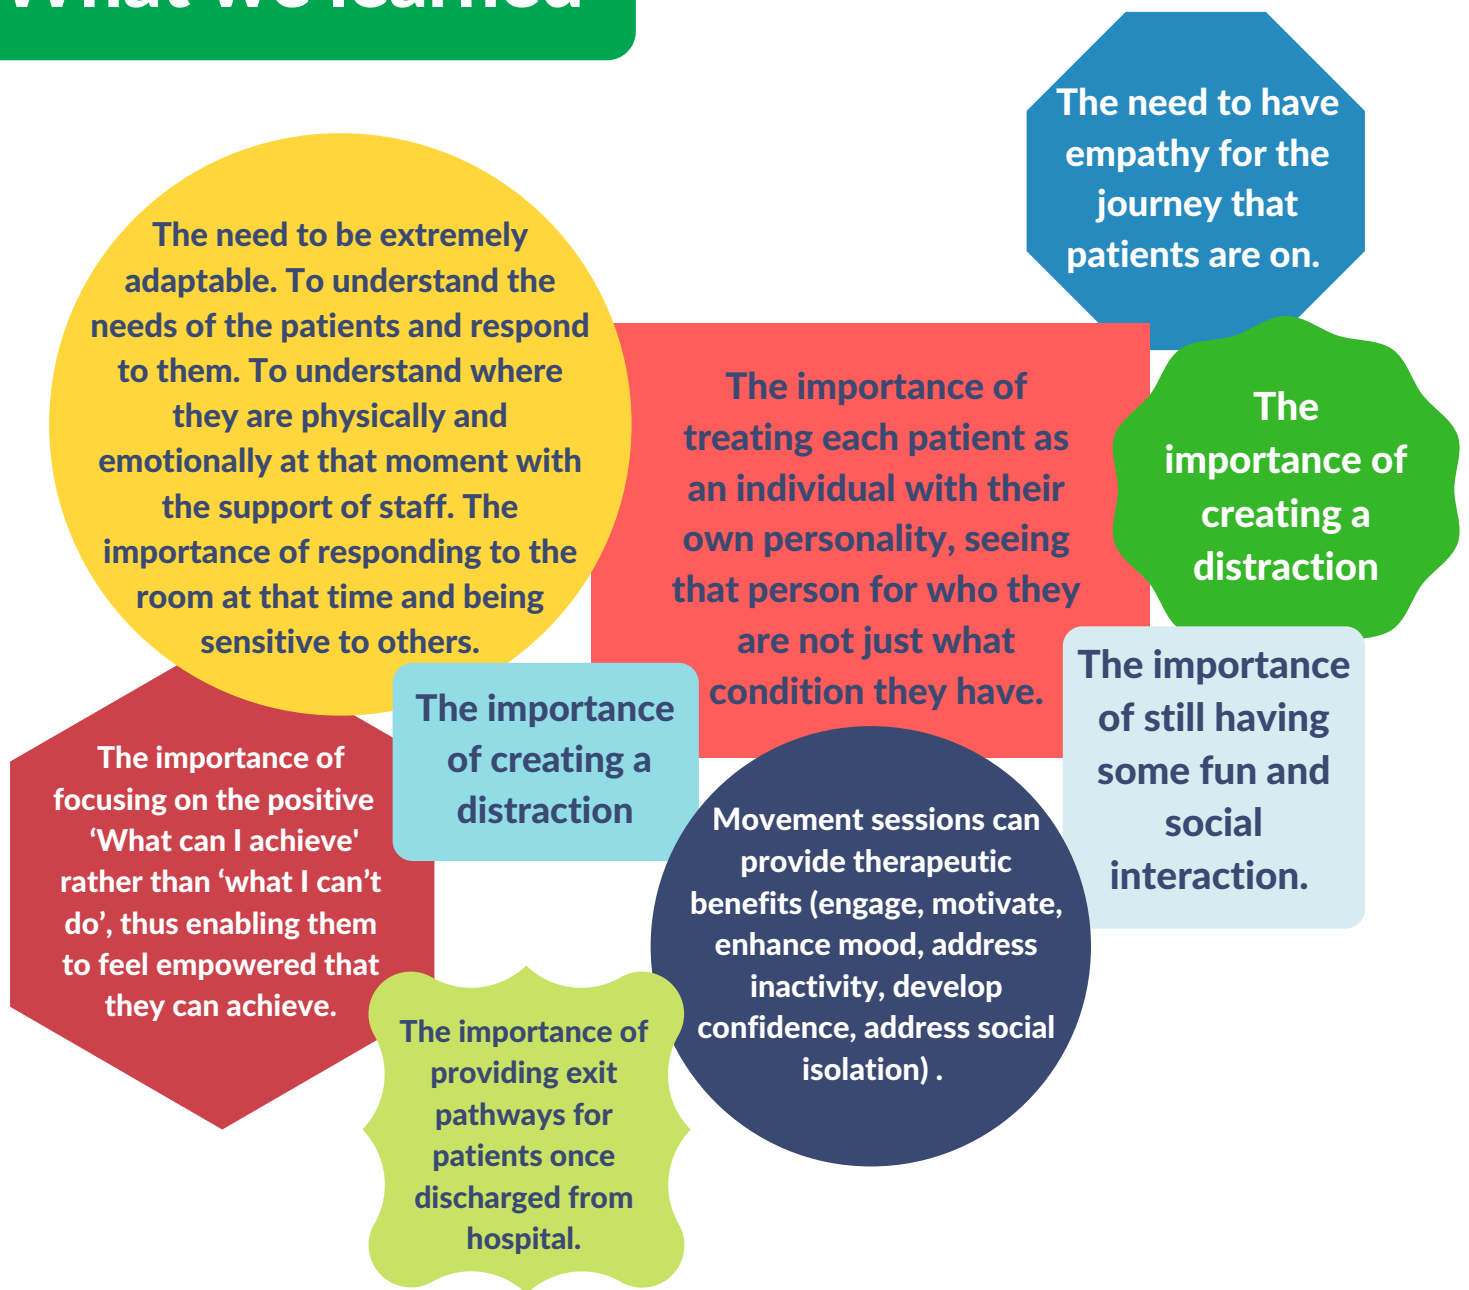 What we learned
The need to have
empathy for the
journey that
patients are on.
The need to be extremely
adaptable. To understand the
needs of the patients and respond
to them. To understand where
they are physically and
emotionally at that moment with
the support of staff. The
importance of responding to the
room at that time and being
sensitive to others.
The importance of
treating each patient as
an individual with their
own personality, seeing
that person for who they
are not just what
condition they have.
The
importance of
creating a
distraction
The importance
of still having
some fun and
social
interaction.
The importance
of creating a
distraction
The importance of
focusing on the positive
‘What can I achieve'
rather than ‘what I can’t
do’, thus enabling them
to feel empowered that
they can achieve.
Movement sessions can
provide therapeutic
benefits (engage, motivate,
enhance mood, address
inactivity, develop
confidence, address social
isolation) .
The importance of
providing exit
pathways for
patients once
discharged from
hospital.